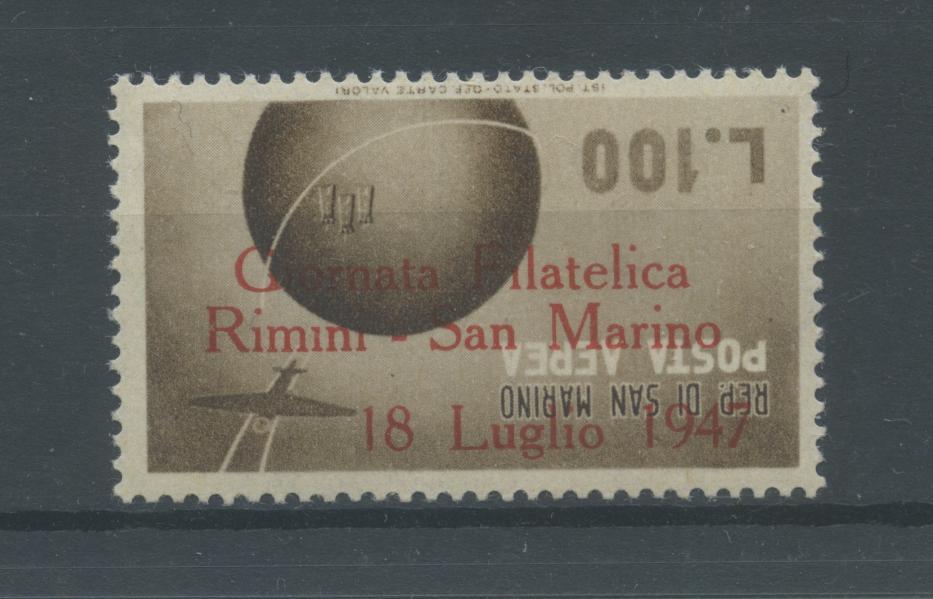 IST. POL. STATO - OFF. CARTE VALORI
L.100
Giornata Filatelica
Rimini - San Marino
POSTA AEREA
REP. DI SAN MARINO
18 Luglio 1947